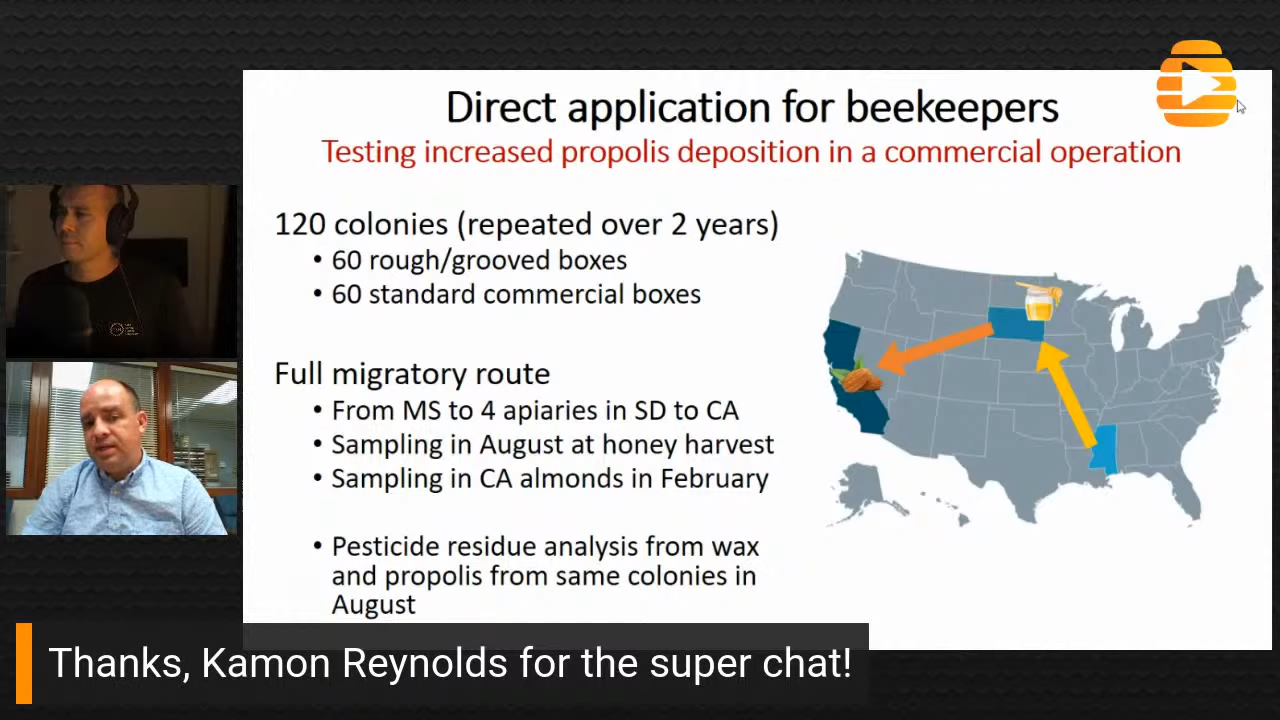 Direct application for beekeepers
Testing increased propolis deposition in a commercial operation
120 colonies (repeated over 2 years)
• 60 rough/grooved boxes
• 60 standard commercial boxes
Full migratory route
• From MS to 4 apiaries in SD to CA
• Sampling in August at honey harvest
• Sampling in CA almonds in February
• Pesticide residue analysis from wax
and propolis from same colonies in
August
Thanks, Kamon Reynolds for the super chat!